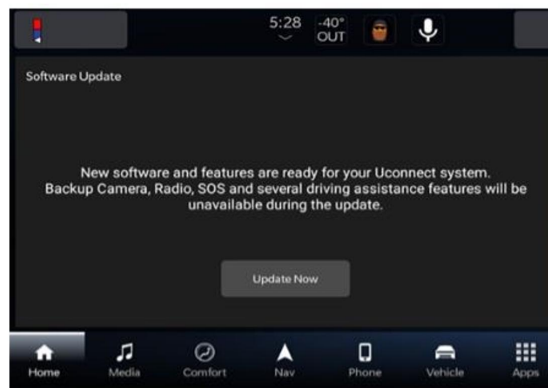 5:28
-40°
OUT
Software Update
New software and features are ready for your Uconnect system.
Backup Camera, Radio, SOS and several driving assistance features will be
unavailable during the update.
Update Now
Home Media Comfort Nav Phone Vehicle Apps